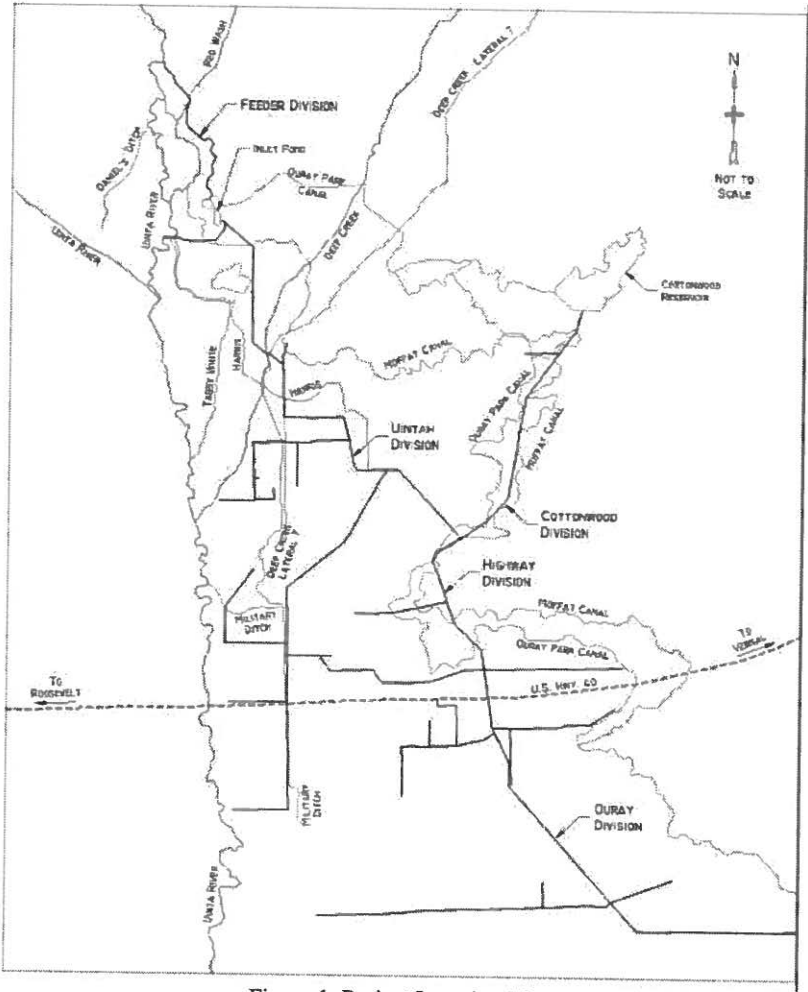 RED WASH
FEEDER DIVISION
INLET POND
DANIEL'S DITCH
OURAY PARK
CANAL
DEEP CREEK LATERAL ?
N
NOT TO
SCALE
UINTA RIVER
UINTA RIVER
DEEP CREEK
COTTONWOOD
RESERVOIR
TABBY WHITE
HARRIS
HARRIS
MOFFAT CANAL
OURAY PARK CANAL
MOFFAT CANAL
UINTAH
DIVISION
COTTONWOOD
DIVISION
DEEP CREEK
LATERAL ?
HIGHWAY
DIVISION
MILITARY
DITCH
MOFFAT CANAL
OURAY PARK CANAL
TO
VERNAL
TO
ROOSEVELT
U.S. HWY. 40
MILITARY
DITCH
OURAY
DIVISION
UINTA RIVER